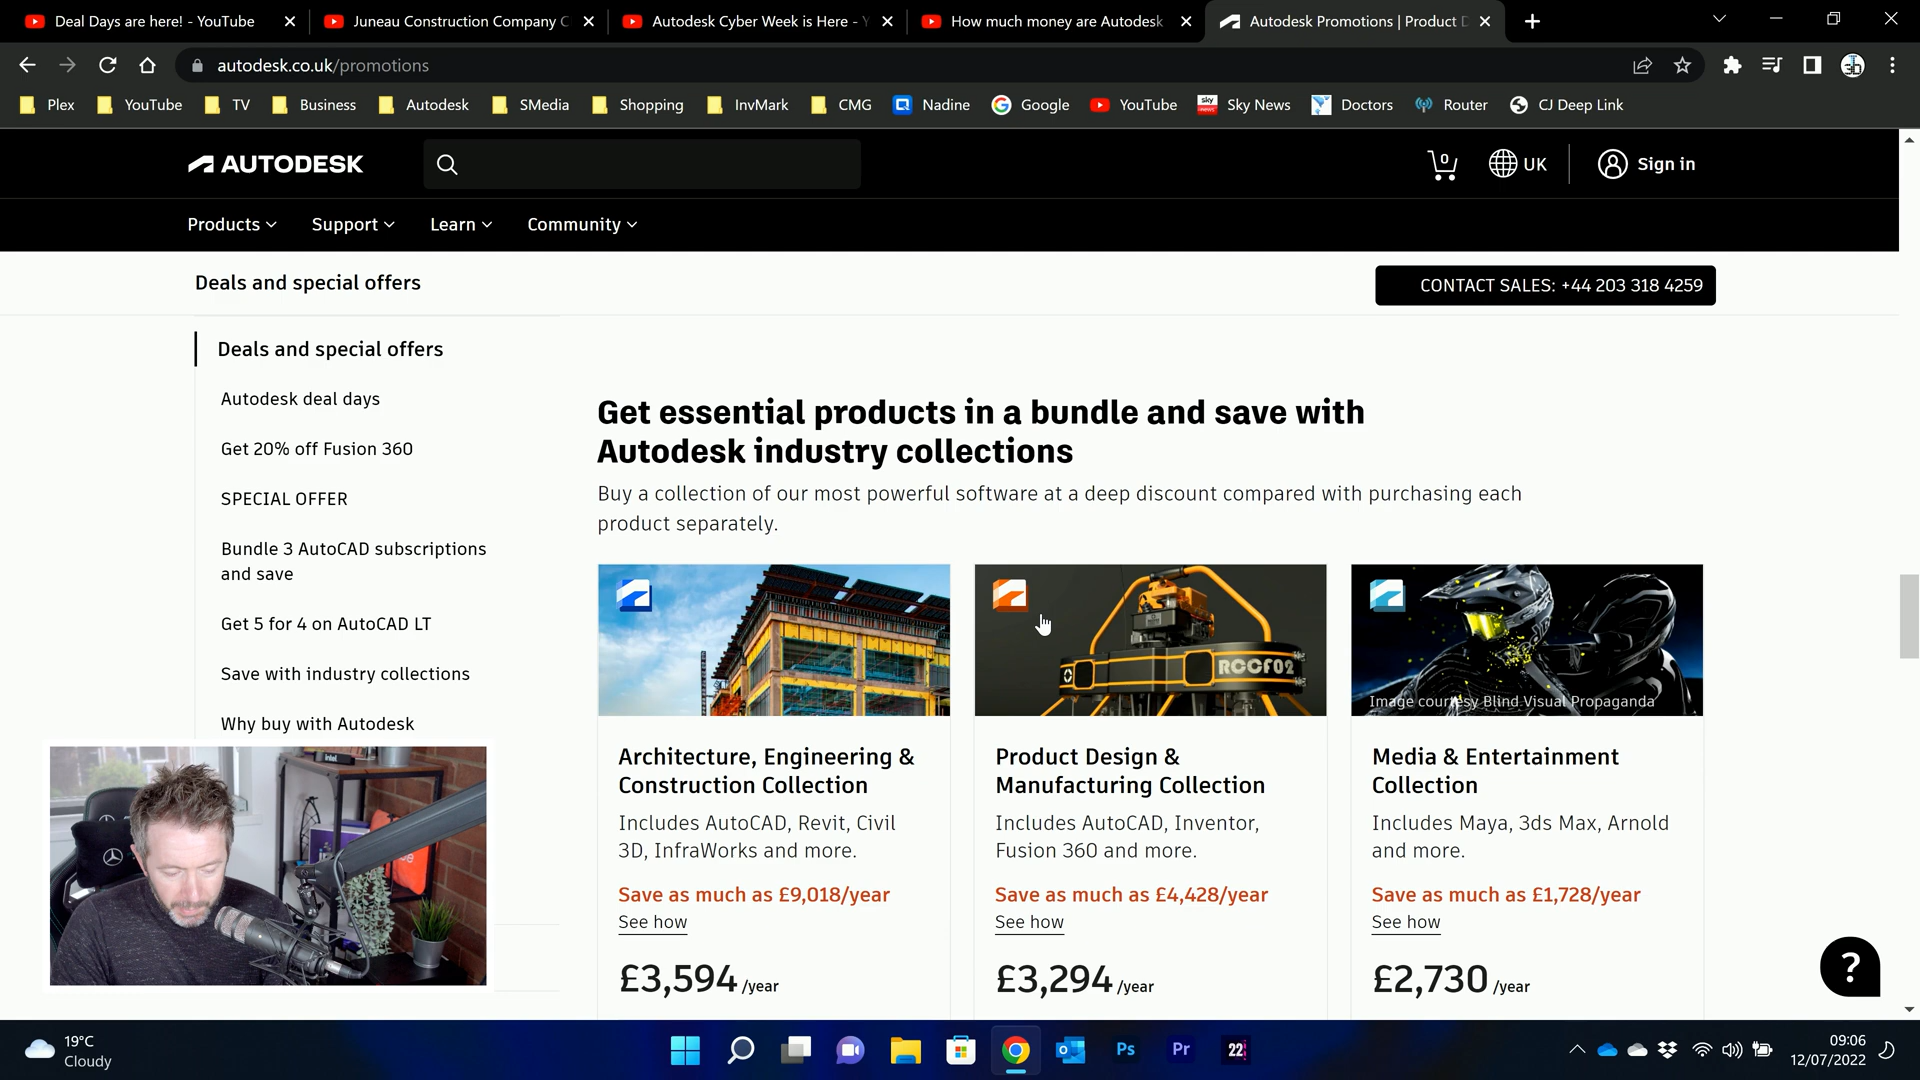 Deal Days are here! - YouTube
Juneau Construction Company C
Autodesk Cyber Week is Here - Y
How much money are Autodesk
Autodesk Promotions | Product D
autodesk.co.uk/promotions
Plex
YouTube
TV
Business
Autodesk
SMedia
Shopping
InvMark
CMG
Nadine
Google
YouTube
sky news
Sky News
Doctors
Router
CJ Deep Link
AUTODESK
0
UK
Sign in
Products
Support
Learn
Community
Deals and special offers
CONTACT SALES: +44 203 318 4259
Deals and special offers
Autodesk deal days
Get 20% off Fusion 360
SPECIAL OFFER
Bundle 3 AutoCAD subscriptions
and save
Get 5 for 4 on AutoCAD LT
Save with industry collections
Why buy with Autodesk
Get essential products in a bundle and save with
Autodesk industry collections
Buy a collection of our most powerful software at a deep discount compared with purchasing each
product separately.
RCCF02
Image courtesy Blind Visual Propaganda
Architecture, Engineering &
Construction Collection
Includes AutoCAD, Revit, Civil
3D, InfraWorks and more.
Save as much as £9,018/year
See how
£3,594 /year
Product Design &
Manufacturing Collection
Includes AutoCAD, Inventor,
Fusion 360 and more.
Save as much as £4,428/year
See how
£3,294 /year
Media & Entertainment
Collection
Includes Maya, 3ds Max, Arnold
and more.
Save as much as £1,728/year
See how
£2,730 /year
intel
?
19°C
Cloudy
Ps
Pr
22
09:06
12/07/2022